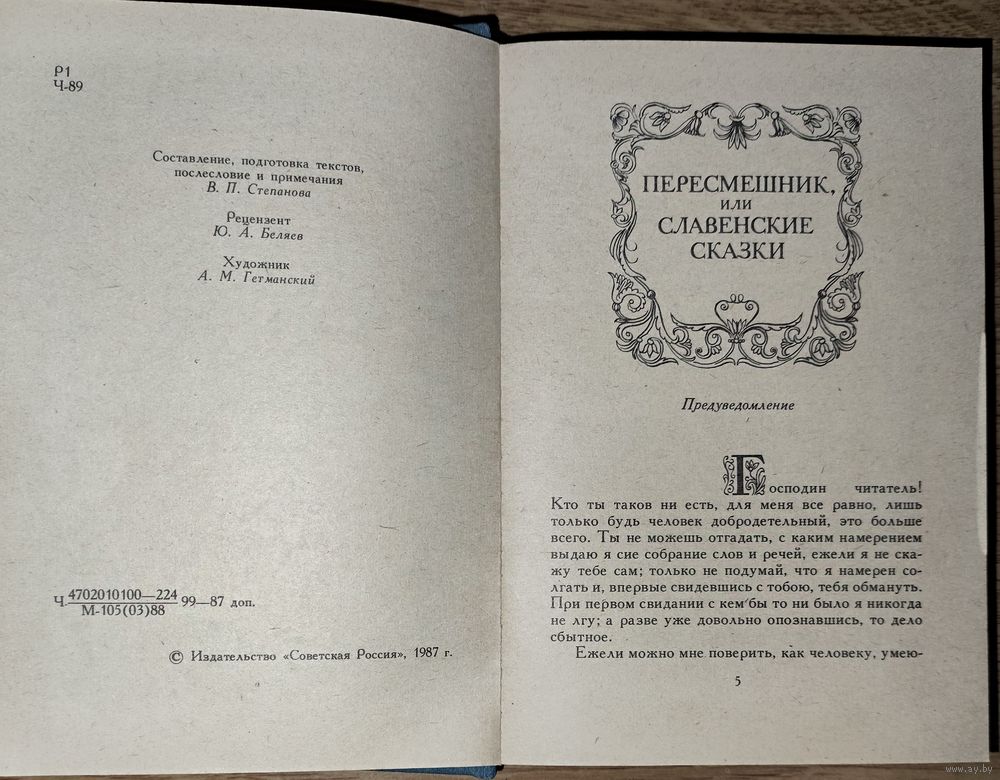 Р1
Ч-89
Составление, подготовка текстов,
послесловие и примечания
В. П. Степанова
Рецензент
Ю. А. Беляев
Художник
А. М. Гетманский
Ч 4702010100—224
М-105(03)88
99—87 доп.
© Издательство «Советская Россия», 1987 г.
ПЕРЕСМЕШНИК,
ИЛИ
СЛАВЕНСКИЕ
СКАЗКИ
Предуведомление
Господин читатель!
Кто ты таков ни есть, для меня все равно, лишь
только будь человек добродетельный, это больше
всего. Ты не можешь отгадать, с каким намерением
выдаю я сие собрание слов и речей, ежели я не ска-
жу тебе сам; только не подумай, что я намерен со-
лгать и, впервые свидевшись с тобою, тебя обмануть.
При первом свидании с кем бы то ни было я никогда
не лгу; а разве уже довольно опознавшись, то дело
сбытное.
Ежели можно мне поверить, как человеку, умею-
5
www.ay.by